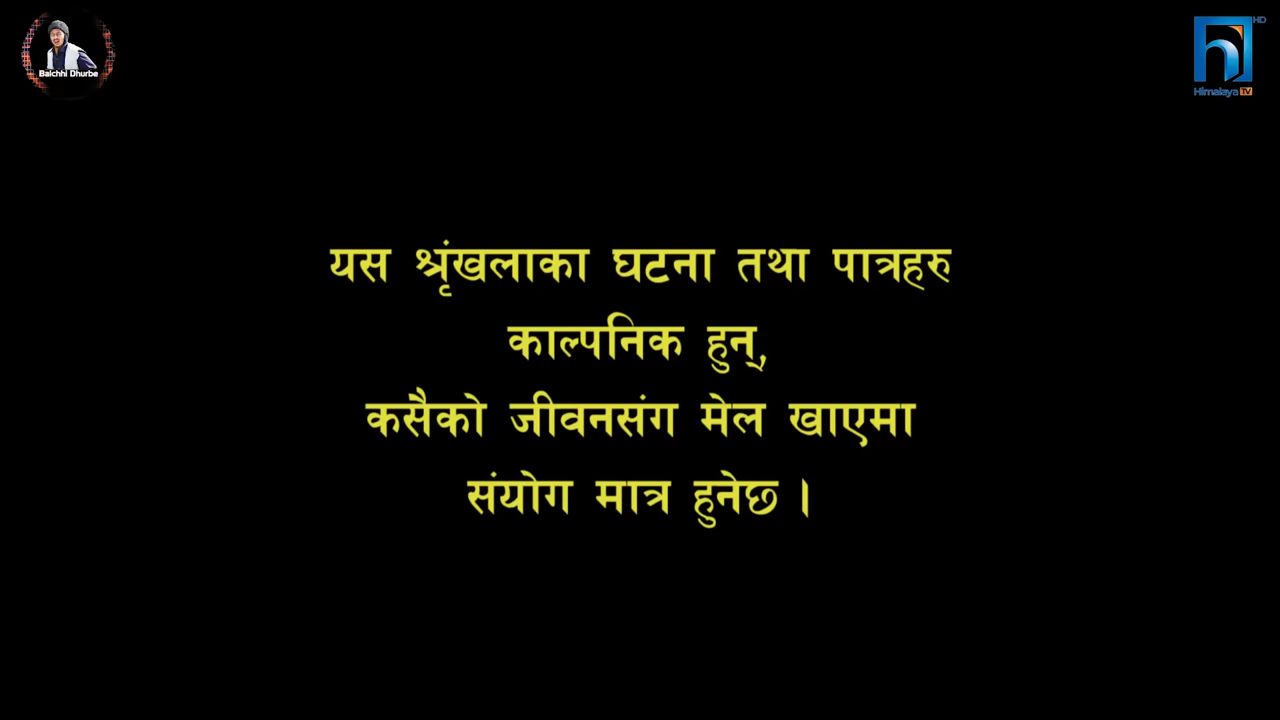 Baichhi Dhurbe
HD
Himalaya TV
यस श्रृंखलाका घटना तथा पात्रहरु
काल्पनिक हुन्,
कसैको जीवनसंग मेल खाएमा
संयोग मात्र हुनेछ ।